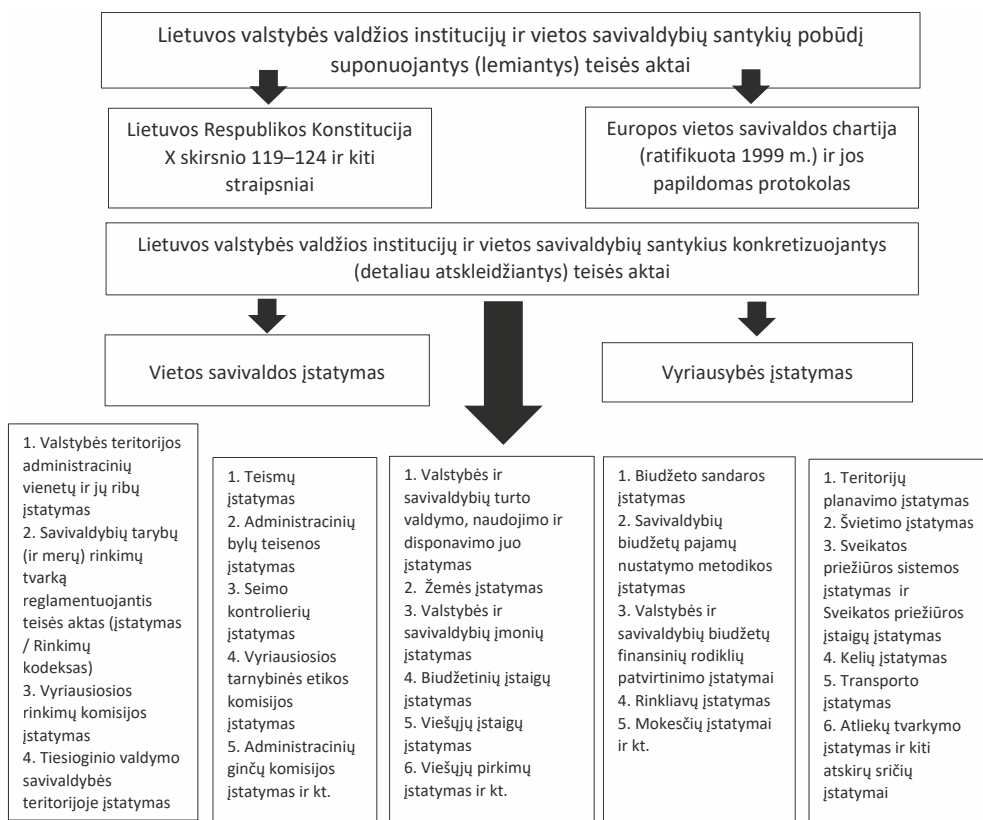 Lietuvos valstybės valdžios institucijų ir vietos savivaldybių santykių pobūdį
suponuojantys (lemiantys) teisės aktai
Lietuvos Respublikos Konstitucija
X skirsnio 119–124 ir kiti
straipsniai
Europos vietos savivaldos chartija
(ratifikuota 1999 m.) ir jos
papildomas protokolas
Lietuvos valstybės valdžios institucijų ir vietos savivaldybių santykius konkretizuojantys
(detaliau atskleidžiantys) teisės aktai
Vietos savivaldos įstatymas
Vyriausybės įstatymas
1. Valstybės teritorijos
administracinių
vienetų ir jų ribų
įstatymas
2. Savivaldybių tarybų
(ir merų) rinkimų
tvarką
reglamentuojantis
teisės aktas (įstatymas
/ Rinkimų
kodeksas)
3. Vyriausiosios
rinkimų komisijos
įstatymas
4. Tiesioginio valdymo
savivaldybės
teritorijoje įstatymas
1. Teismų
įstatymas
2. Administracinių
bylų teisenos
įstatymas
3. Seimo
kontrolierių
įstatymas
4. Vyriausiosios
tarnybinės etikos
komisijos
įstatymas
5. Administracinių
ginčų komisijos
įstatymas ir kt.
1. Valstybės ir
savivaldybių turto
valdymo, naudojimo ir
disponavimo juo
įstatymas
2. Žemės įstatymas
3. Valstybės ir
savivaldybių įmonių
įstatymas
4. Biudžetinių įstaigų
įstatymas
5. Viešųjų įstaigų
įstatymas
6. Viešųjų pirkimų
įstatymas ir kt.
1. Biudžeto sandaros
įstatymas
2. Savivaldybių
biudžetų pajamų
nustatymo metodikos
įstatymas
3. Valstybės ir
savivaldybių biudžetų
finansinių rodiklių
patvirtinimo įstatymai
4. Rinkliavų įstatymas
5. Mokesčių įstatymai
ir kt.
1. Teritorijų
planavimo įstatymas
2. Švietimo įstatymas
3. Sveikatos
priežiūros sistemos
įstatymas ir
Sveikatos priežiūros
įstaigų įstatymas
4. Kelių įstatymas
5. Transporto
įstatymas
6. Atliekų tvarkymo
įstatymas ir kiti
atskirų sričių
įstatymai